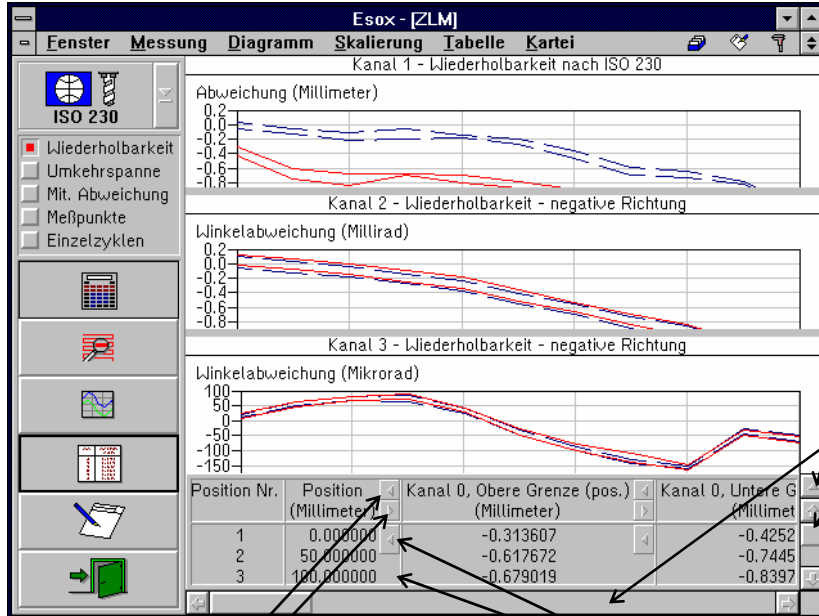 Esox - [ZLM]
Fenster Messung Diagramm Skalierung Tabelle Kartei
ISO 230
Wiederholbarkeit
Umkehrspanne
Mit. Abweichung
Meßpunkte
Einzelzyklen
Kanal 1 - Wiederholbarkeit nach ISO 230
Abweichung (Millimeter)
0.2
0.0
-0.2
-0.4
-0.6
-0.8
Kanal 2 - Wiederholbarkeit - negative Richtung
Winkelabweichung (Millirad)
0.2
0.0
-0.2
-0.4
-0.6
-0.8
Kanal 3 - Wiederholbarkeit - negative Richtung
Winkelabweichung (Mikrorad)
100
50
0
-50
-100
-150
Position Nr. Position Kanal 0, Obere Grenze (pos.) Kanal 0, Untere G
(Millimeter) (Millimeter) (Millimet
1 0.000000 -0.313607 -0.4252
2 50.000000 -0.617672 -0.7445
3 100.000000 -0.679019 -0.8397